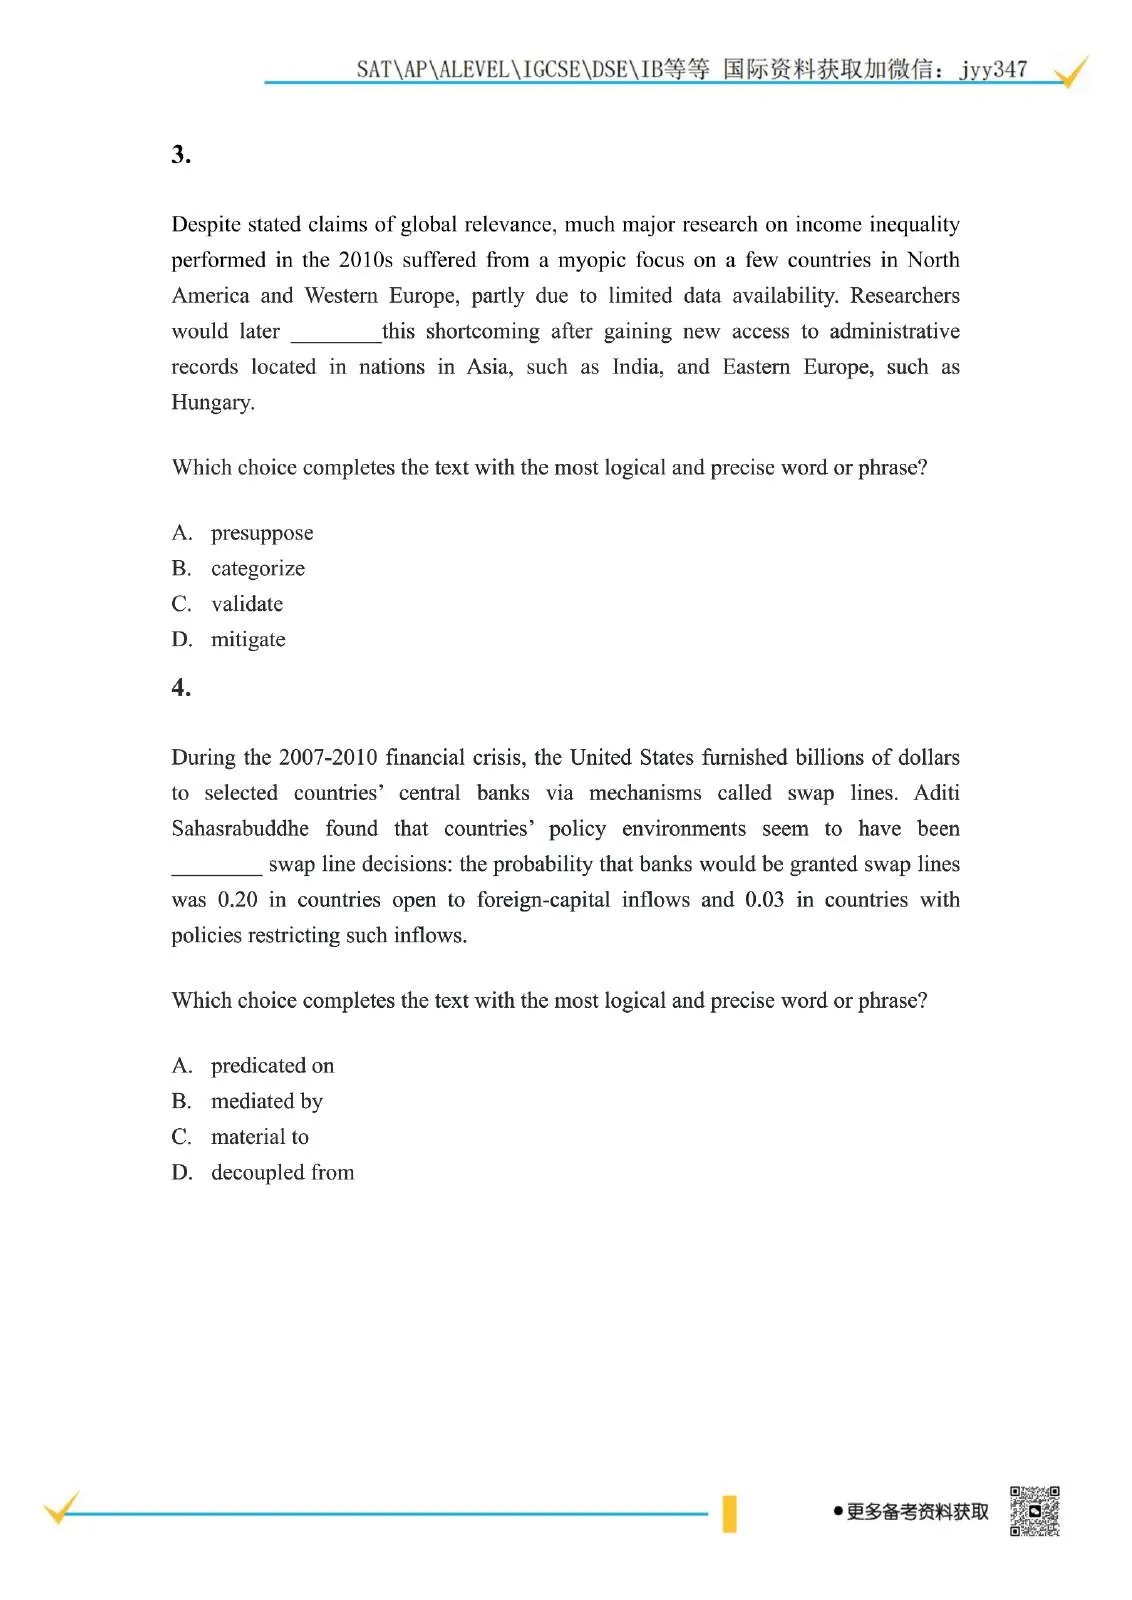 SAT\AP\ALEVEL\IGCSE\DSE\IB等等 国际资料获取加微信：jyy347
3.
Despite stated claims of global relevance, much major research on income inequality
performed in the 2010s suffered from a myopic focus on a few countries in North
America and Western Europe, partly due to limited data availability. Researchers
would later ________this shortcoming after gaining new access to administrative
records located in nations in Asia, such as India, and Eastern Europe, such as
Hungary.
Which choice completes the text with the most logical and precise word or phrase?
A. presuppose
B. categorize
C. validate
D. mitigate
4.
During the 2007-2010 financial crisis, the United States furnished billions of dollars
to selected countries’ central banks via mechanisms called swap lines. Aditi
Sahasrabuddhe found that countries’ policy environments seem to have been
________ swap line decisions: the probability that banks would be granted swap lines
was 0.20 in countries open to foreign-capital inflows and 0.03 in countries with
policies restricting such inflows.
Which choice completes the text with the most logical and precise word or phrase?
A. predicated on
B. mediated by
C. material to
D. decoupled from
●更多备考资料获取